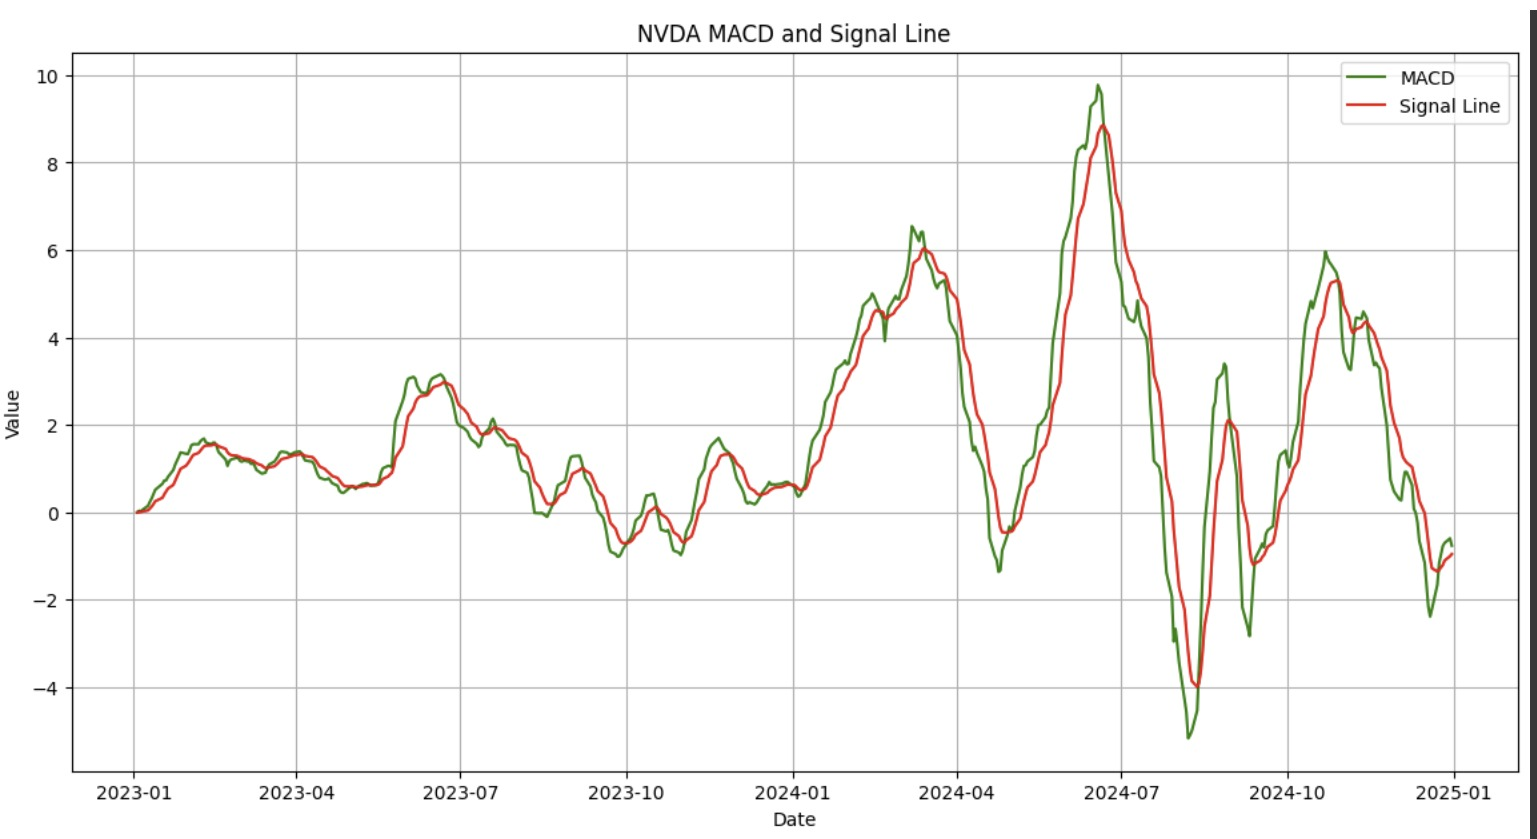 NVDA MACD and Signal Line
MACD
Signal Line
10
8
6
4
2
0
−2
−4
Value
2023-01 2023-04 2023-07 2023-10 2024-01 2024-04 2024-07 2024-10 2025-01
Date